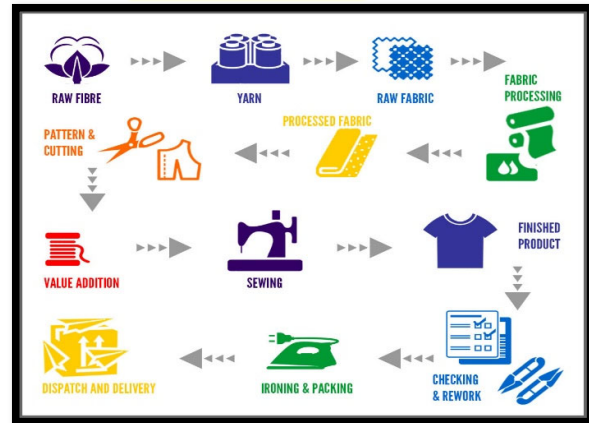 RAW FIBRE
YARN
RAW FABRIC
FABRIC
PROCESSING
PROCESSED FABRIC
PATTERN &
CUTTING
VALUE ADDITION
SEWING
FINISHED
PRODUCT
CHECKING
& REWORK
IRONING & PACKING
DISPATCH AND DELIVERY